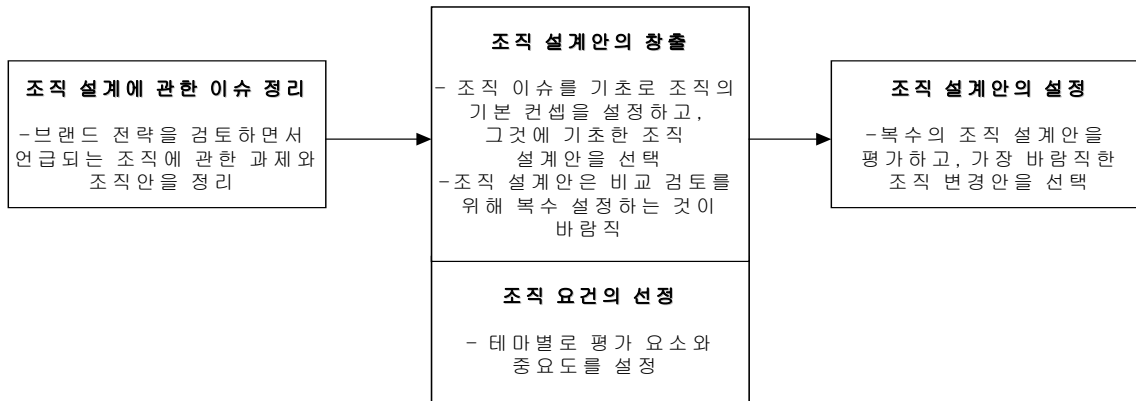 조직 설계에 관한 이슈 정리
-브랜드 전략을 검토하면서
언급되는 조직에 관한 과제와
조직안을 정리
조직 설계안의 창출
- 조직 이슈를 기초로 조직의
기본 컨셉을 설정하고,
그것에 기초한 조직
설계안을 선택
-조직 설계안은 비교 검토를
위해 복수 설정하는 것이
바람직
조직 요건의 선정
- 테마별로 평가 요소와
중요도를 설정
조직 설계안의 설정
-복수의 조직 설계안을
평가하고, 가장 바람직한
조직 변경안을 선택